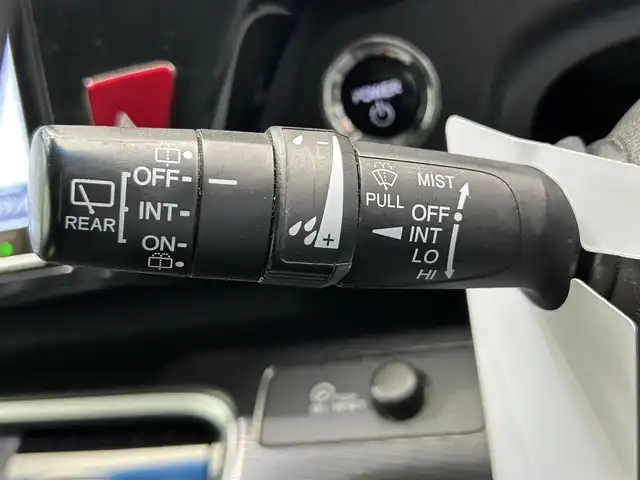 POWER
REAR
OFF
INT
ON
-
+
PULL
MIST
OFF
INT
LO
HI